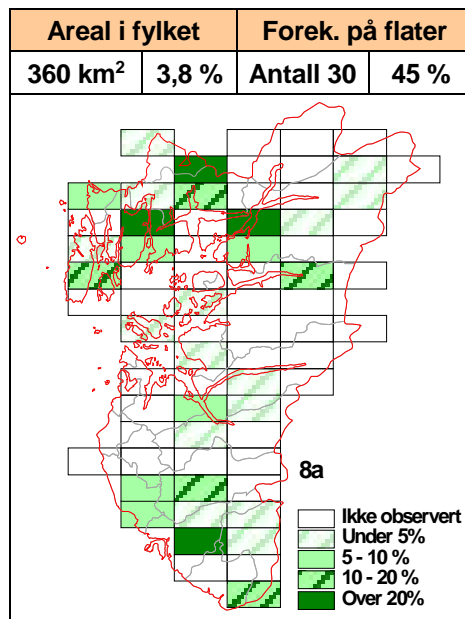 Areal i fylket Forek. på flater
360 km² 3,8 % Antall 30 45 %
8a
Ikke observert
Under 5%
5 - 10 %
10 - 20 %
Over 20%